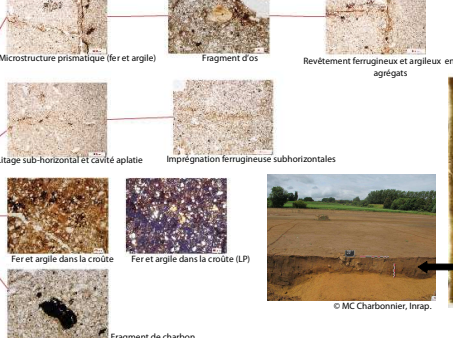 Microstructure prismatique (fer et argile)
Fragment d'os
Revêtement ferrugineux et argileux en
agrégats
Litage sub-horizontal et cavité aplatie
Imprégnation ferrugineuse subhorizontales
Fer et argile dans la croûte
Fer et argile dans la croûte (LP)
© MC Charbonnier, Inrap.
Fragment de charbon